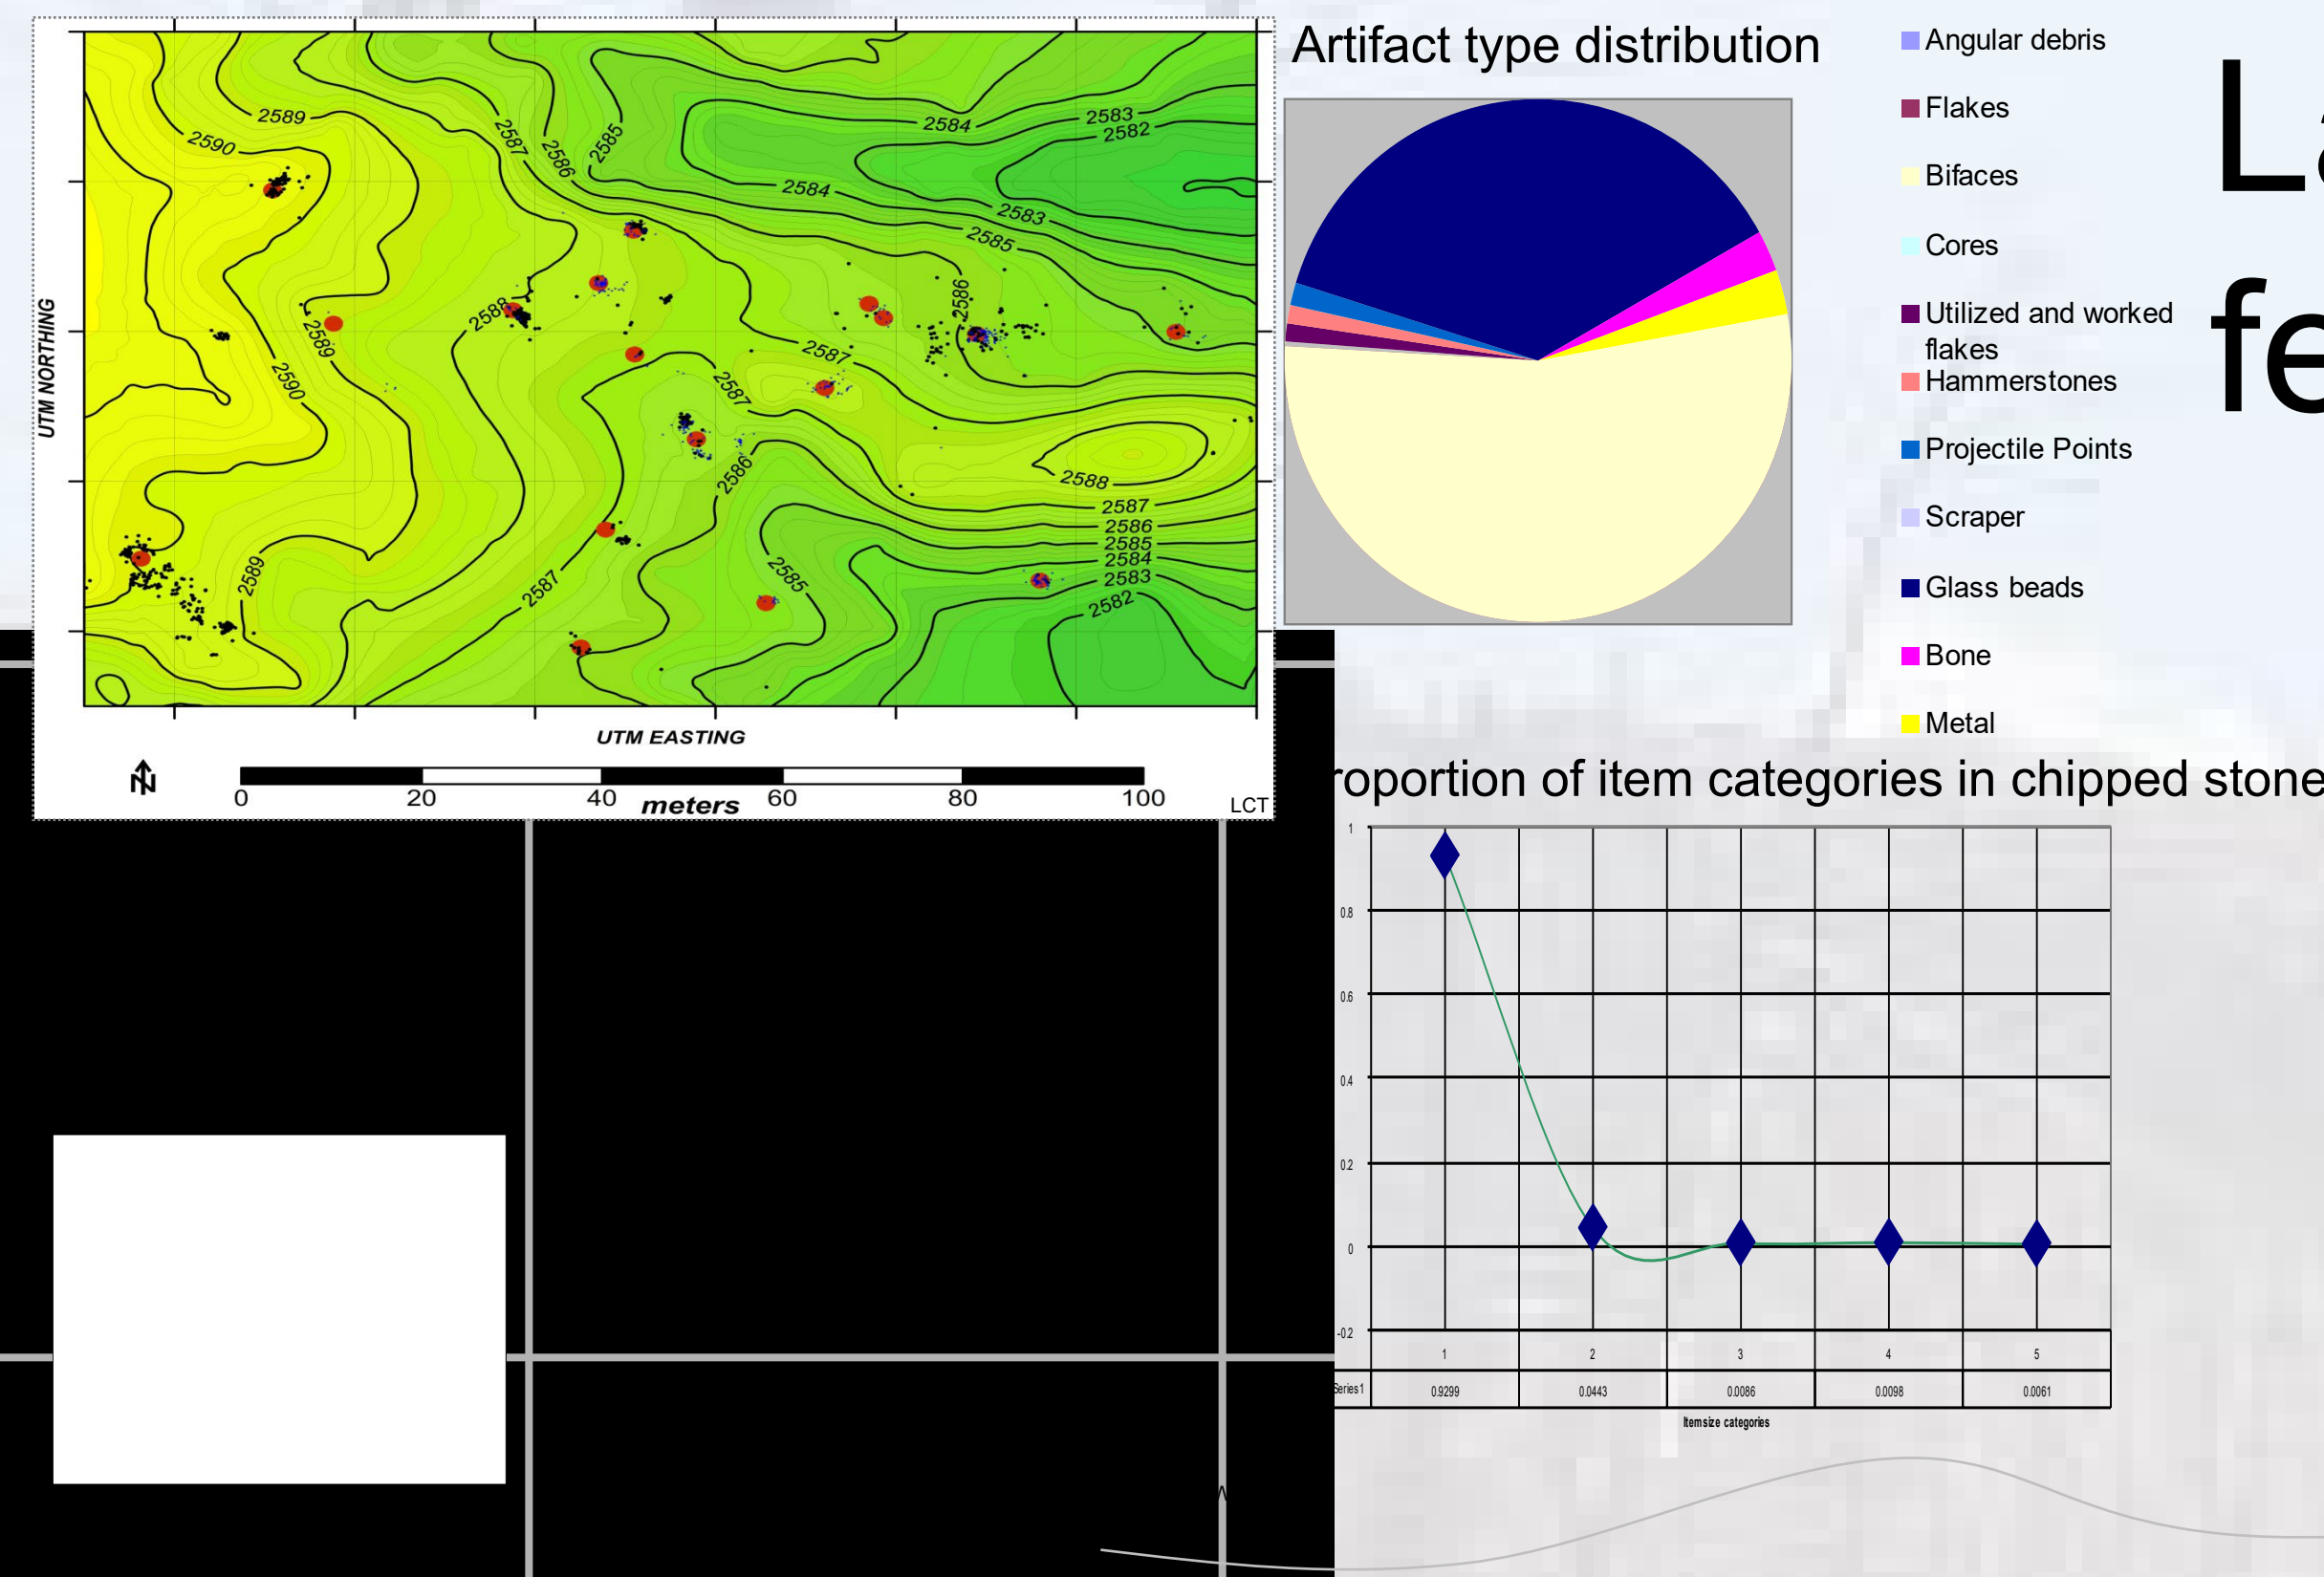 2589
2590
2587
2586
2585
2584
2583
2582
2584
2583
2585
2588
2586
2589
2590
2587
2587
2586
2588
2587
2586
2585
2584
2583
2582
2589
2587
2585
UTM NORTHING
UTM EASTING
N
0 20 40 60 80 100
meters
LCT
Artifact type distribution
Angular debris
Flakes
Bifaces
Cores
Utilized and worked
flakes
Hammerstones
Projectile Points
Scraper
Glass beads
Bone
Metal
La
fe
roportion of item categories in chipped stone
1
0.8
0.6
0.4
0.2
0
-0.2
1 2 3 4 5
Series1 0.9299 0.0443 0.0086 0.0098 0.0061
Item size categories